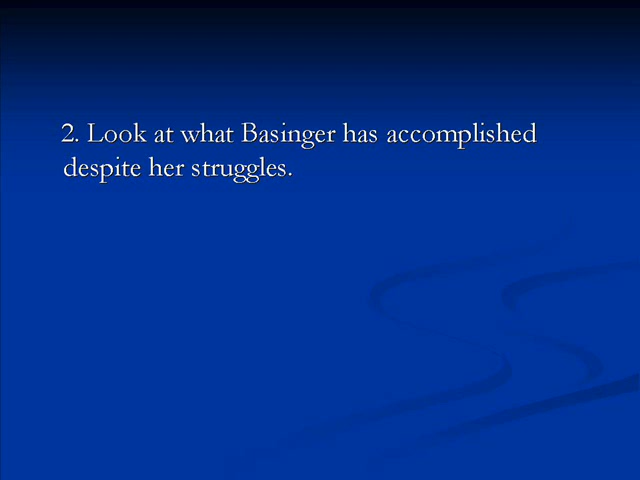 2. Look at what Basinger has accomplished
despite her struggles.